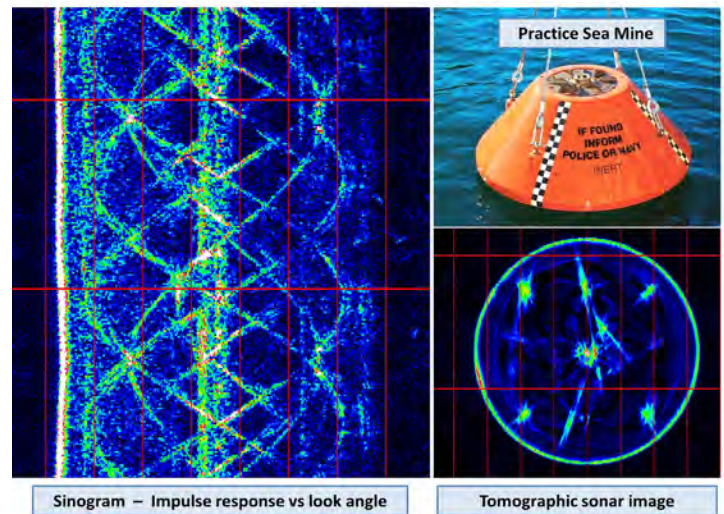 Practice Sea Mine
IF FOUND
INFORM
POLICE OR NAVY
INERT
Sinogram – Impulse response vs look angle
Tomographic sonar image